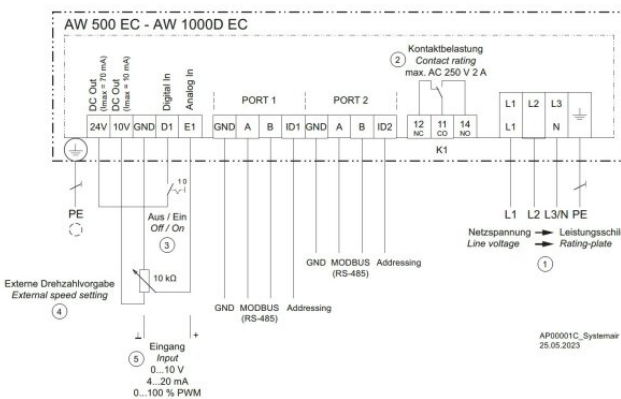 AW 500 EC - AW 1000D EC
DC Out
(Imax = 70 mA)
DC Out
(Imax = 10 mA)
Digital In
Analog In
PORT 1
PORT 2
2
Kontaktbelastung
Contact rating
max. AC 250 V 2 A
24V 10V GND D1 E1
GND A B ID1 GND A B ID2
12 11 14
NC CO NO
K1
L1 L2 L3
L1 N
PE
1 0
Aus / Ein
Off / On
3
L1 L2 L3/N PE
Netzspannung Leistungsschil
Line voltage Rating-plate
1
GND MODBUS Addressing
(RS-485)
10 kΩ
Externe Drehzahlvorgabe
External speed setting
4
GND MODBUS Addressing
(RS-485)
⊥ +
5
Eingang
Input
0...10 V
4...20 mA
0...100 % PWM
AP00001C_Systemair
25.05.2023